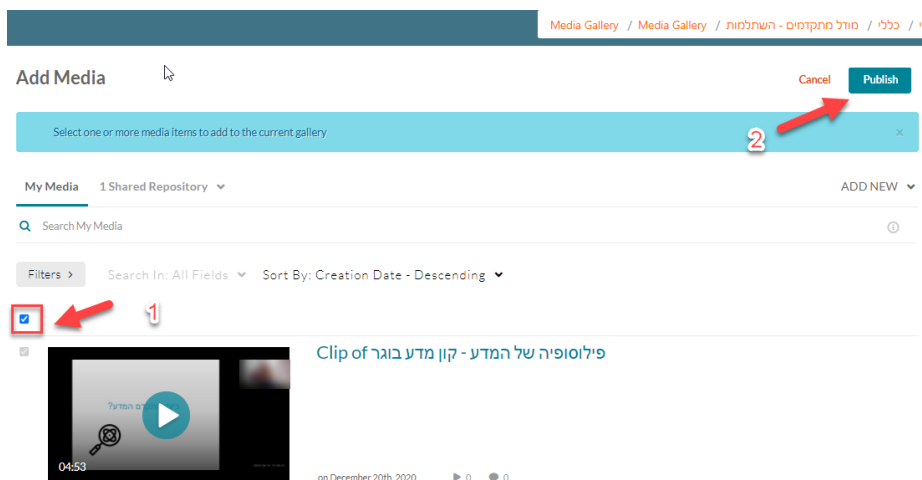 י / כללי / מודל מתקדמים - השתלמות / Media Gallery / Media Gallery
Add Media
Cancel
Publish
Select one or more media items to add to the current gallery
×
2
My Media
1 Shared Repository
ADD NEW
Search My Media
Filters >
Search In: All Fields
Sort By: Creation Date - Descending
1
Clip of פילוסופיה של המדע - קון מדע בוגר
המדע?
04:53
on December 20th, 2020
0
0